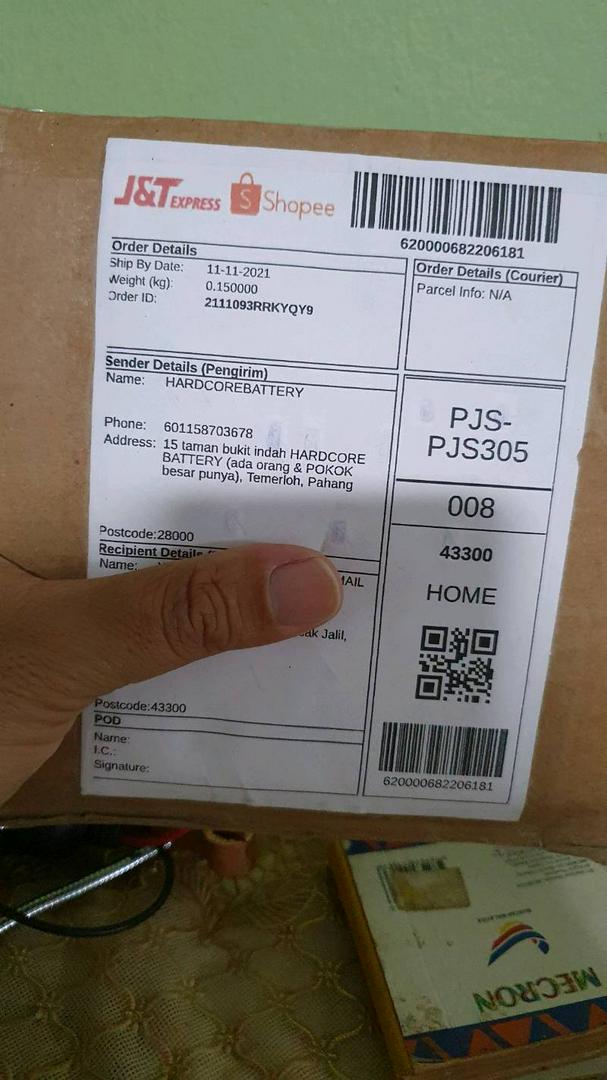 J&T EXPRESS Shopee
620000682206181
Order Details
Ship By Date: 11-11-2021
Weight (kg): 0.150000
Order ID: 2111093RRKYQY9
Order Details (Courier)
Parcel Info: N/A
Sender Details (Pengirim)
Name: HARDCOREBATTERY
Phone: 601158703678
Address: 15 taman bukit indah HARDCORE
BATTERY (ada orang & POKOK
besar punya), Temerloh, Pahang
Postcode:28000
PJS-
PJS305
008
43300
HOME
620000682206181
Recipient Details
Name:
Jalil,
Postcode:43300
POD
Name:
I.C.:
Signature:
MECRON